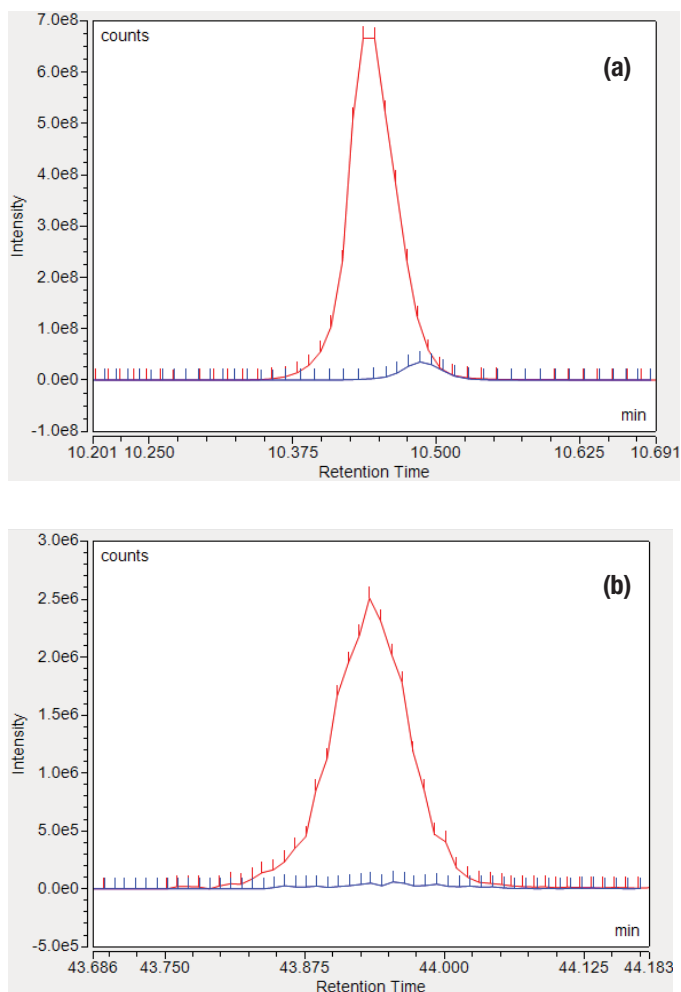 7.0e8
counts
(a)
6.0e8
5.0e8
4.0e8
Intensity
3.0e8
2.0e8
1.0e8
0.0e0
min
-1.0e8
10.201 10.250 10.375 10.500 10.625 10.691
Retention Time
3.0e6
counts
(b)
2.5e6
2.0e6
1.5e6
Intensity
1.0e6
5.0e5
0.0e0
min
-5.0e5
43.686 43.750 43.875 44.000 44.125 44.183
Retention Time